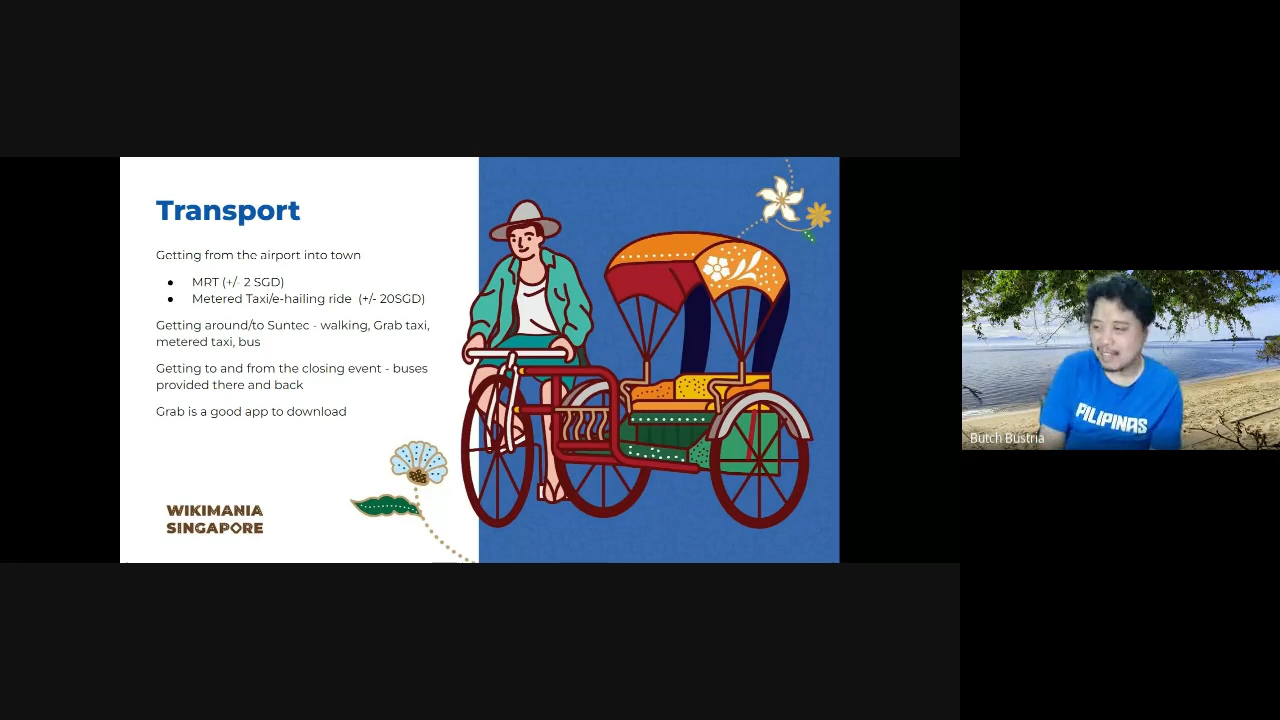 Transport
Getting from the airport into town
● MRT (+/- 2 SGD)
● Metered Taxi/e-hailing ride (+/- 20SGD)
Getting around/to Suntec - walking, Grab taxi,
metered taxi, bus
Getting to and from the closing event - buses
provided there and back
Grab is a good app to download
WIKIMANIA
SINGAPORE
PILIPINAS
Butch Bustria